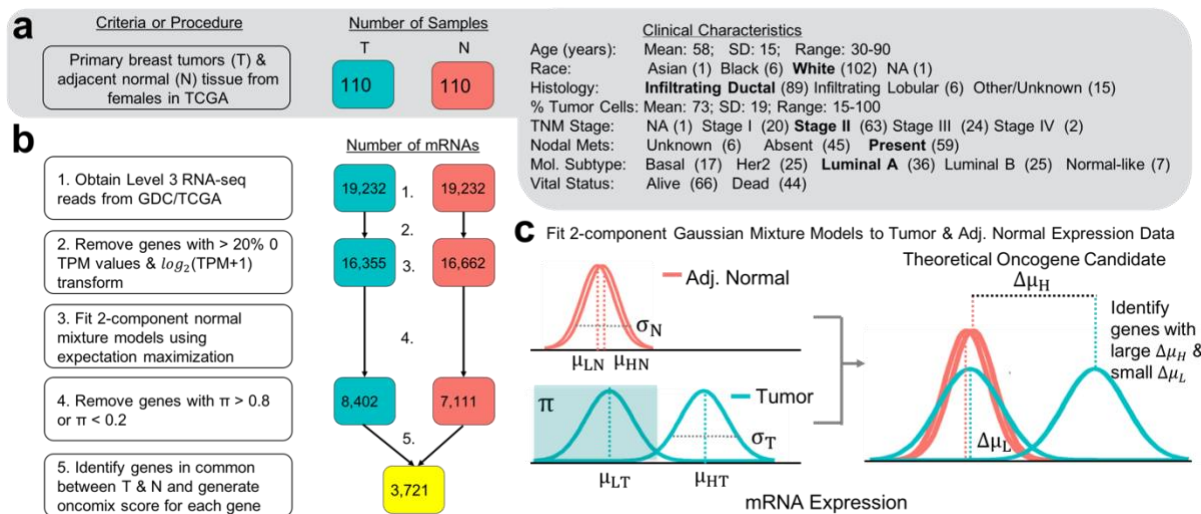 a
Criteria or Procedure
Number of Samples
T N
Primary breast tumors (T) &
adjacent normal (N) tissue from
females in TCGA
110 110
Clinical Characteristics
Age (years): Mean: 58; SD: 15; Range: 30-90
Race: Asian (1) Black (6) White (102) NA (1)
Histology: Infiltrating Ductal (89) Infiltrating Lobular (6) Other/Unknown (15)
% Tumor Cells: Mean: 73; SD: 19; Range: 15-100
TNM Stage: NA (1) Stage I (20) Stage II (63) Stage III (24) Stage IV (2)
Nodal Mets: Unknown (6) Absent (45) Present (59)
Mol. Subtype: Basal (17) Her2 (25) Luminal A (36) Luminal B (25) Normal-like (7)
Vital Status: Alive (66) Dead (44)
b
Number of mRNAs
1. Obtain Level 3 RNA-seq
reads from GDC/TCGA
19,232 1. 19,232
2.
2. Remove genes with > 20% 0
TPM values & log₂(TPM+1)
transform
16,355 3. 16,662
3. Fit 2-component normal
mixture models using
expectation maximization
4.
4. Remove genes with π > 0.8
or π < 0.2
8,402 7,111
5.
5. Identify genes in common
between T & N and generate
oncomix score for each gene
3,721
c
Fit 2-component Gaussian Mixture Models to Tumor & Adj. Normal Expression Data
Adj. Normal
σN
μLN μHN
π
Tumor
σT
μLT μHT
Theoretical Oncogene Candidate
ΔμH
Identify
genes with
large ΔμH &
small ΔμL
ΔμL
mRNA Expression